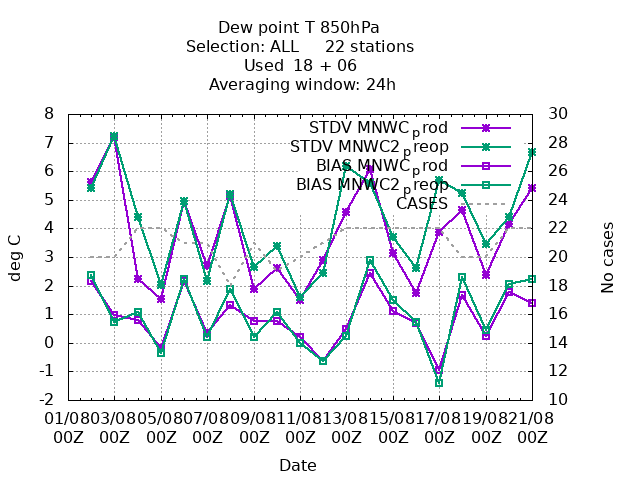 Dew point T 850hPa
Selection: ALL 22 stations
Used 18 + 06
Averaging window: 24h
8 30
7 STDV MNWC_prod 28
STDV MNWC2_preop
6 BIAS MNWC_prod 26
BIAS MNWC2_preop
5 CASES 24
4 22
3 20
2 18
1 16
0 14
-1 12
-2 10
deg C
No cases
01/08 03/08 05/08 07/08 09/08 11/08 13/08 15/08 17/08 19/08 21/08
00Z 00Z 00Z 00Z 00Z 00Z 00Z 00Z 00Z 00Z 00Z
Date